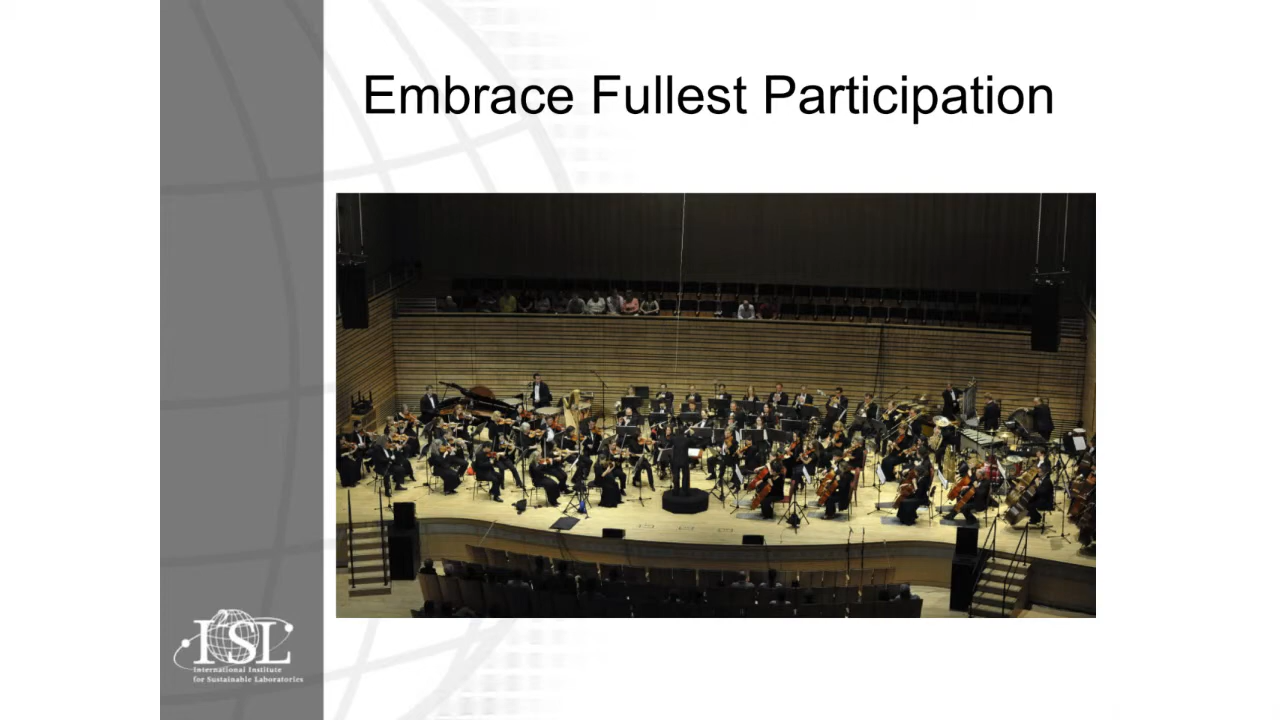 Embrace Fullest Participation
I²SL
International Institute
for Sustainable Laboratories